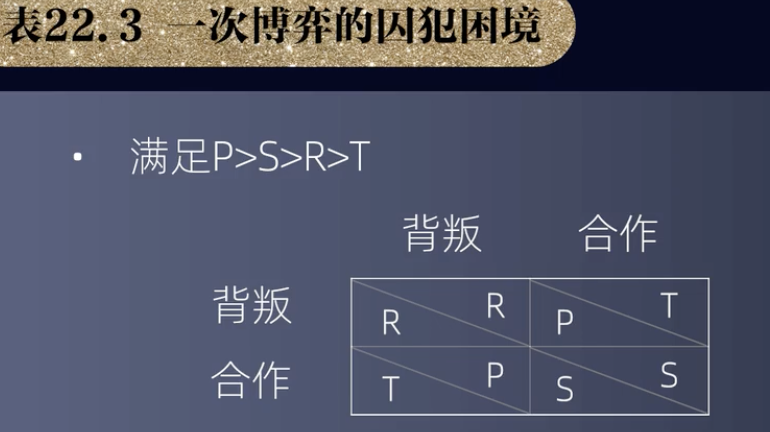 表22.3 一次博弈的囚犯困境
• 满足P>S>R>T
背叛 合作
背叛 R R P T
合作 T P S S